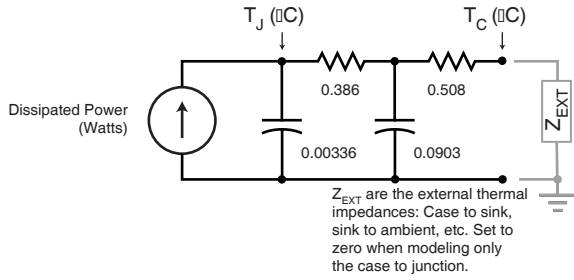 T_J (▯C)
T_C (▯C)
0.386
0.508
Dissipated Power
(Watts)
0.00336
0.0903
Z_EXT
Z_EXT are the external thermal
impedances: Case to sink,
sink to ambient, etc. Set to
zero when modeling only
the case to junction.